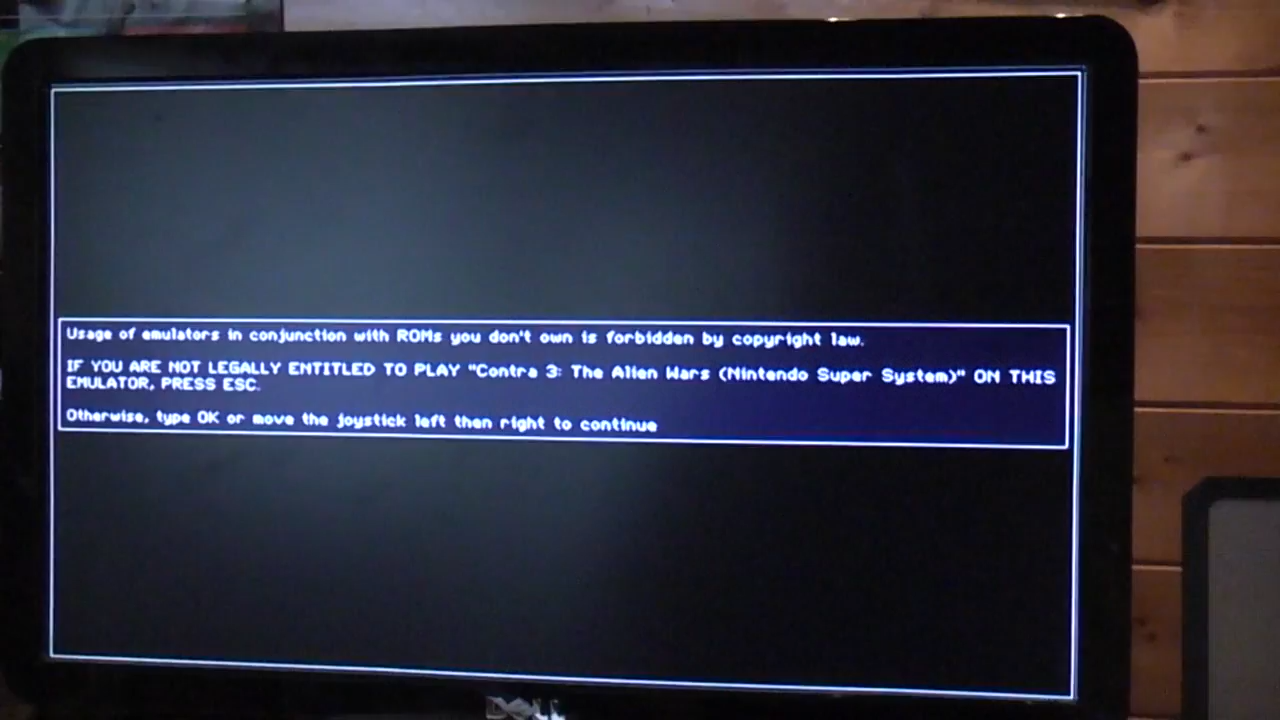 Usage of emulators in conjunction with ROMs you don't own is forbidden by copyright law.
IF YOU ARE NOT LEGALLY ENTITLED TO PLAY "Contra 3: The Alien Wars (Nintendo Super System)" ON THIS
EMULATOR, PRESS ESC.
Otherwise, type OK or move the joystick left then right to continue
DELL